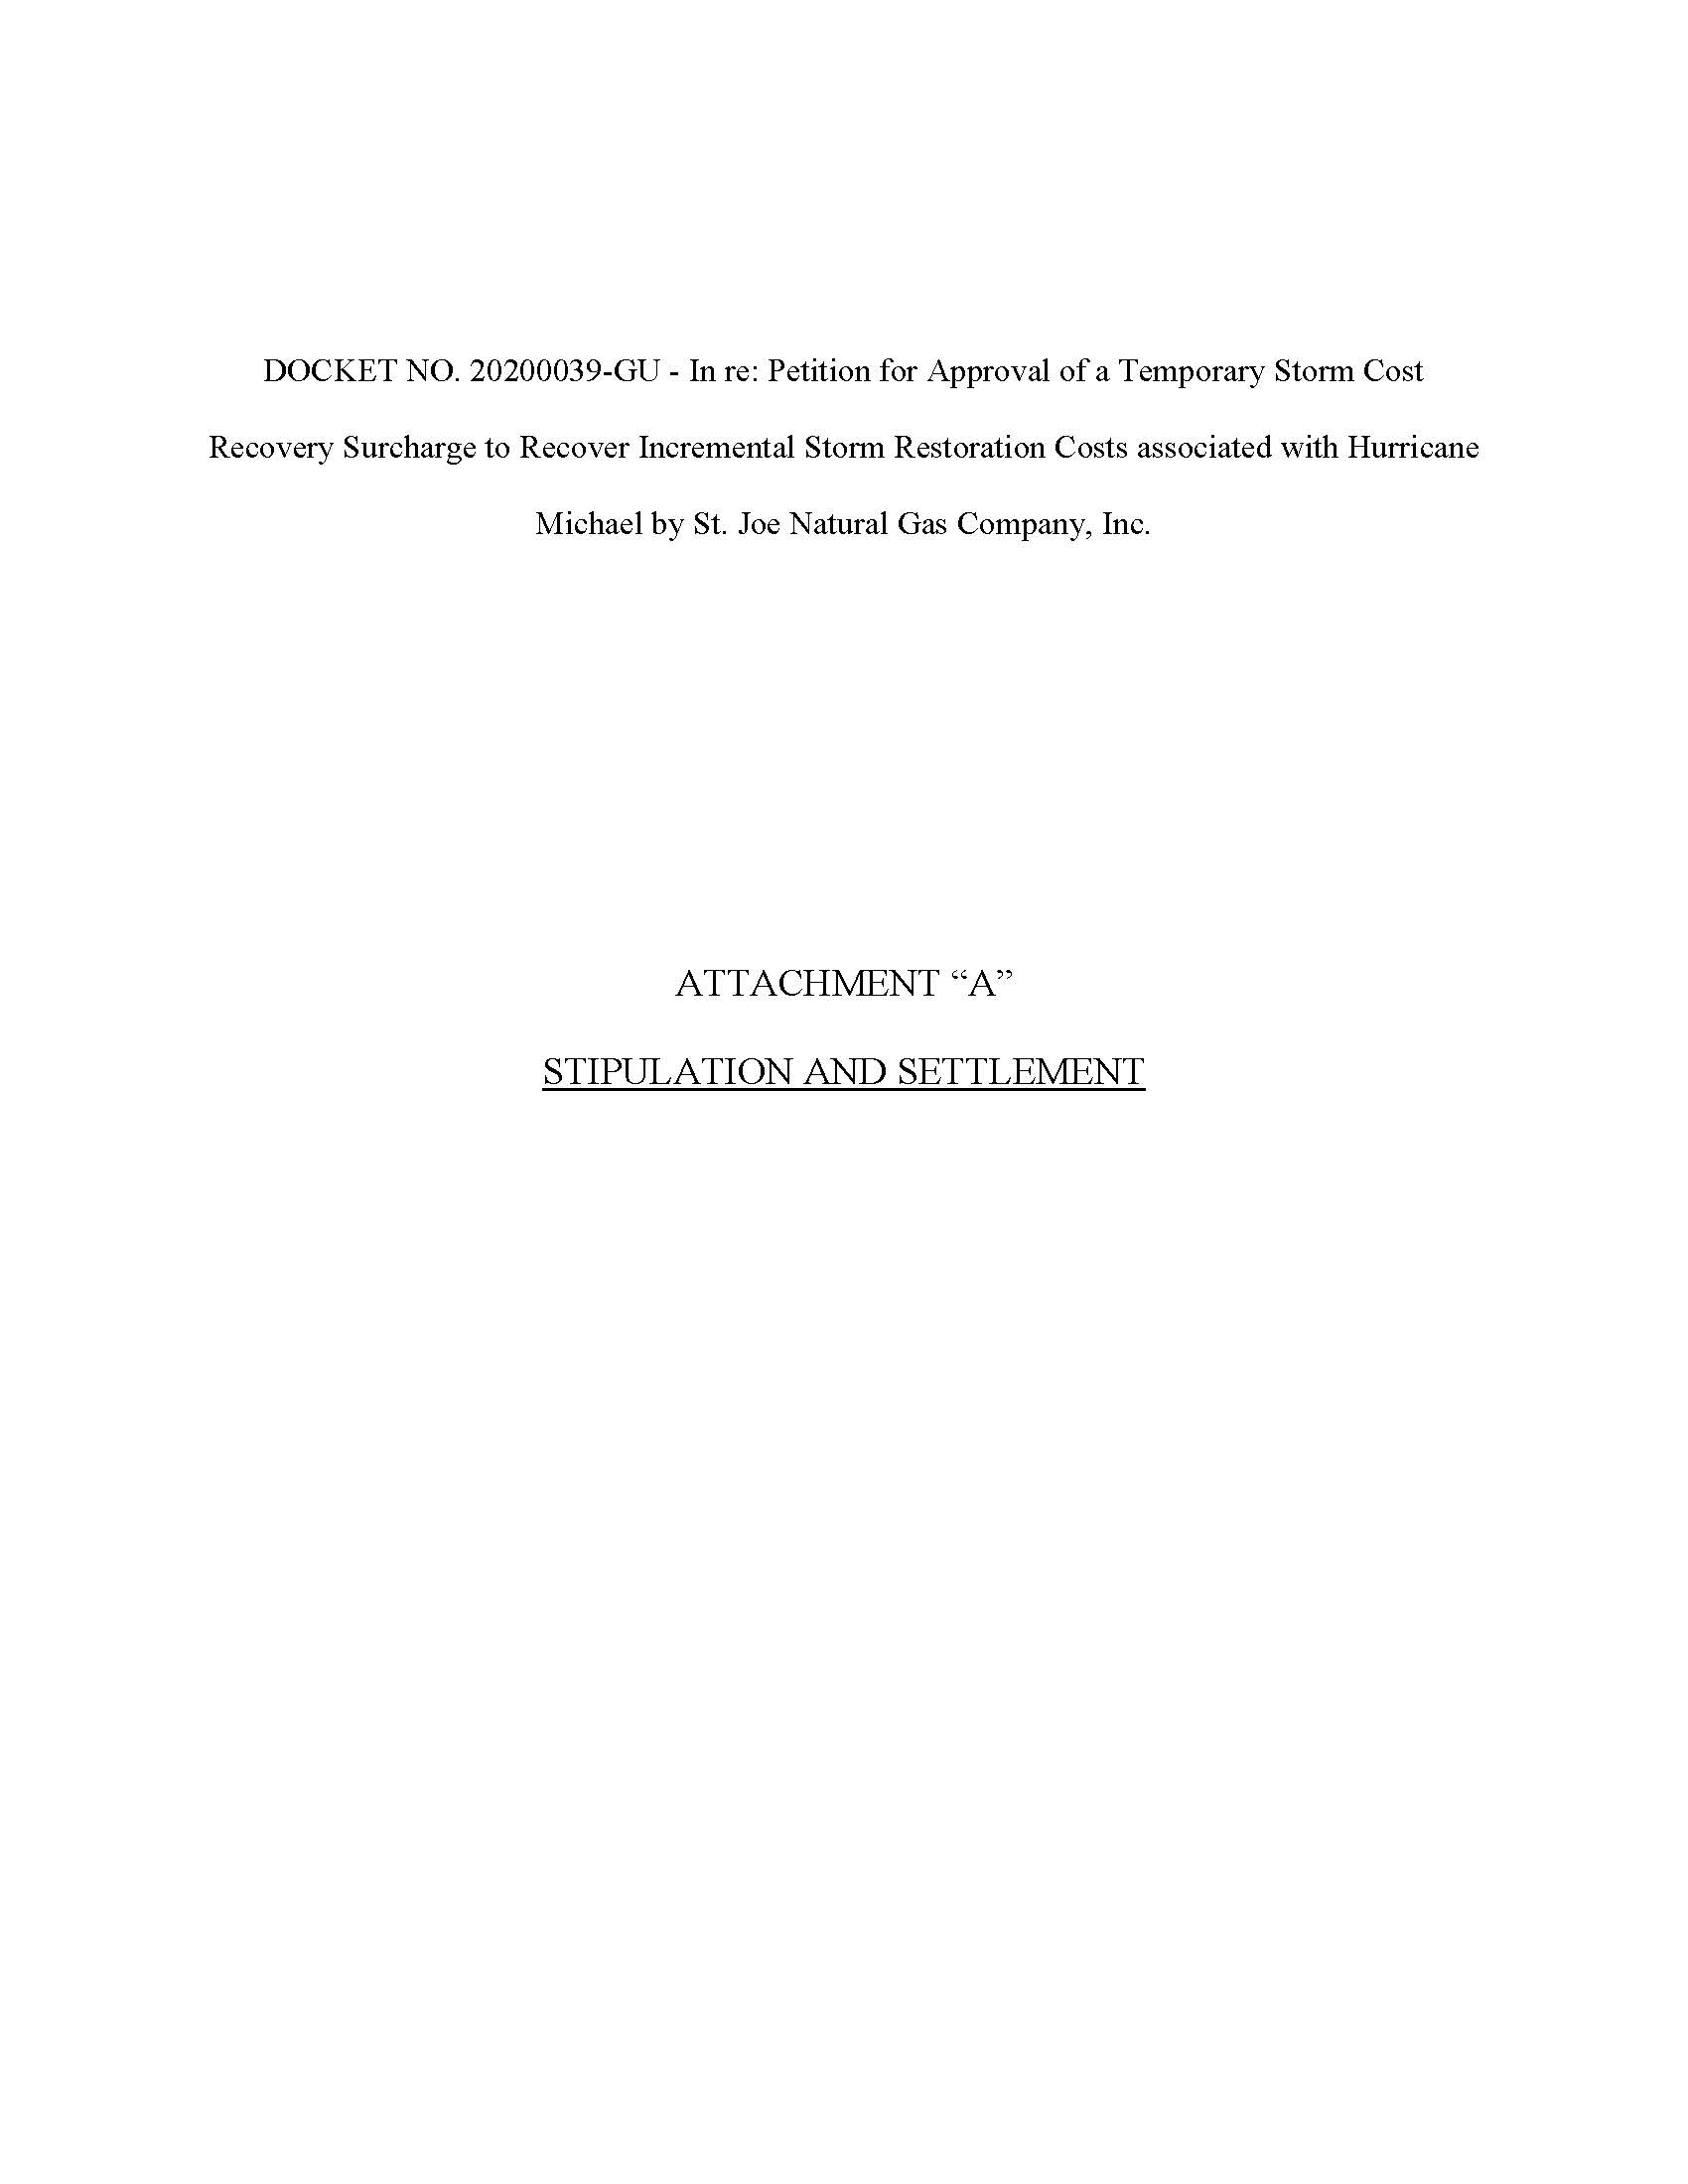 DOCKET NO. 20200039-GU - In re: Petition for Approval of a Temporary Storm Cost
Recovery Surcharge to Recover Incremental Storm Restoration Costs associated with Hurricane
Michael by St. Joe Natural Gas Company, Inc.
ATTACHMENT “A”
STIPULATION AND SETTLEMENT